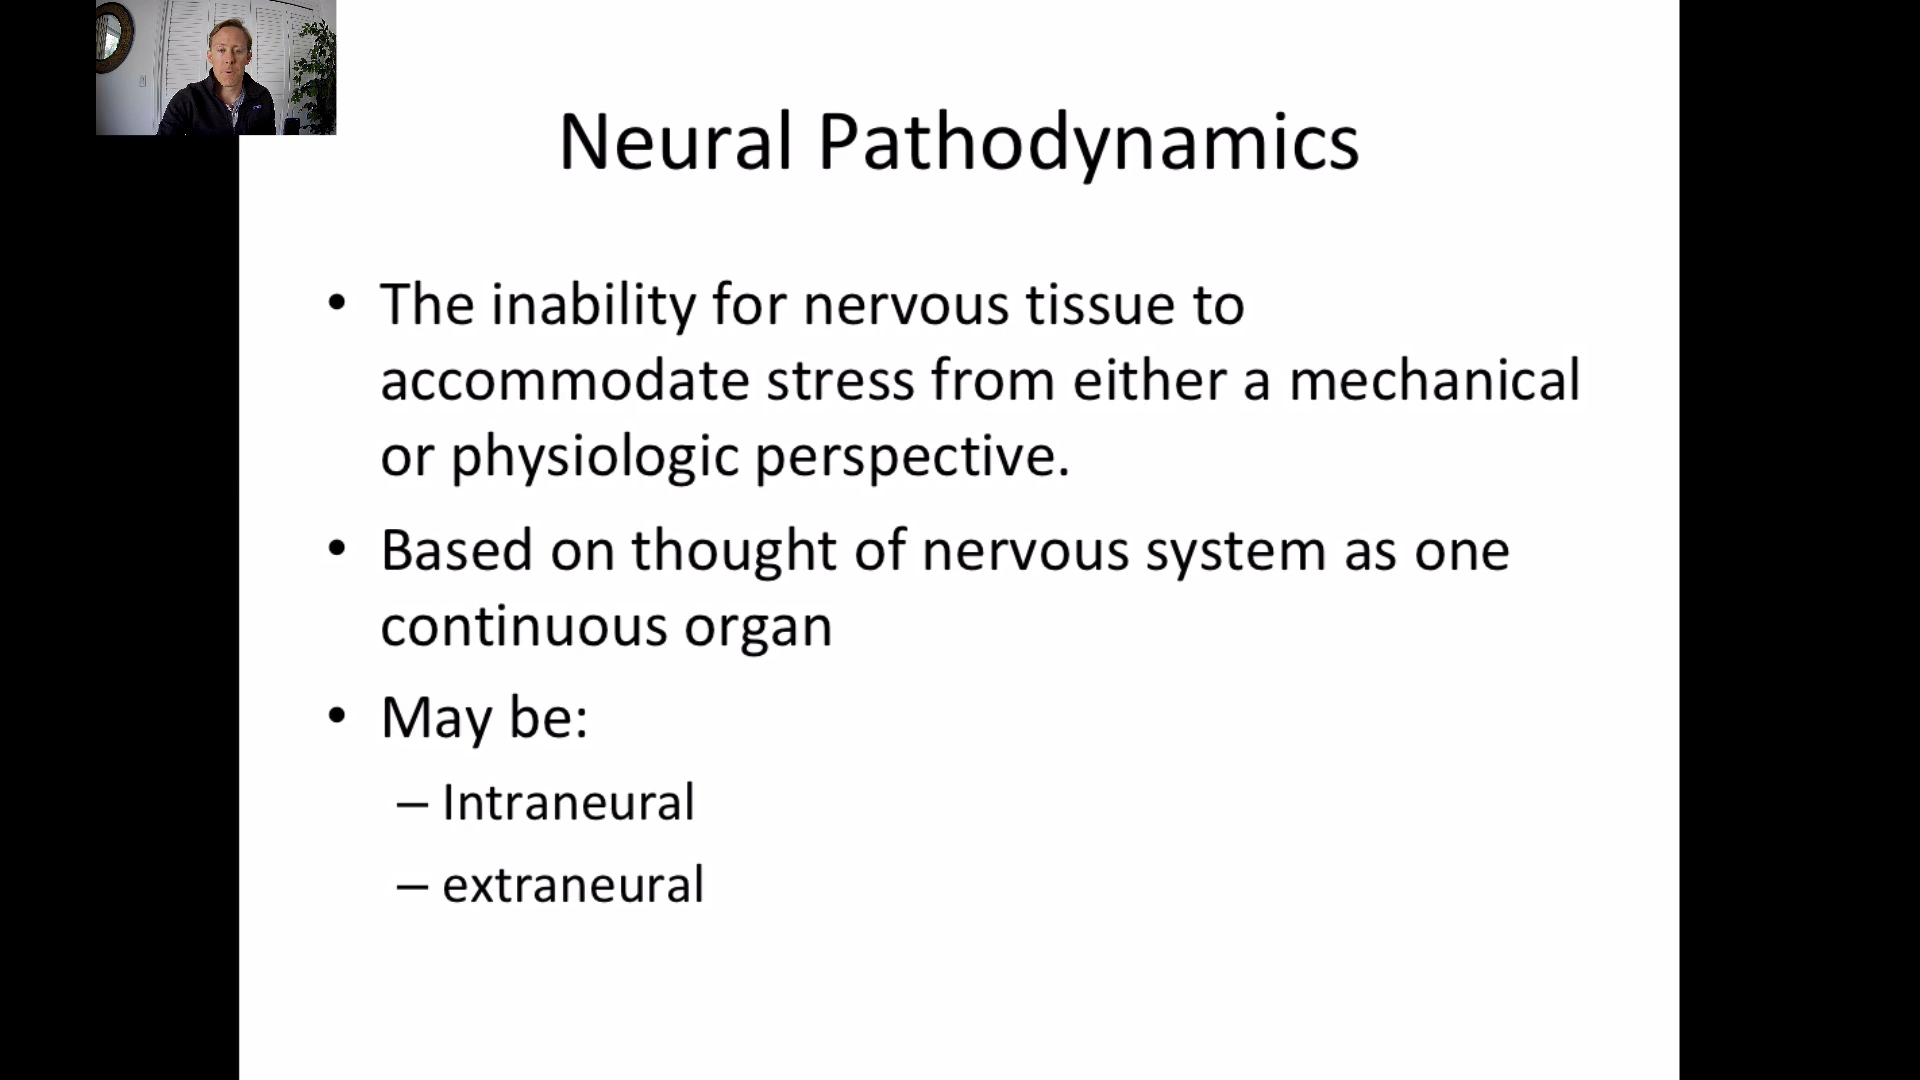 Neural Pathodynamics
• The inability for nervous tissue to
accommodate stress from either a mechanical
or physiologic perspective.
• Based on thought of nervous system as one
continuous organ
• May be:
– Intraneural
– extraneural